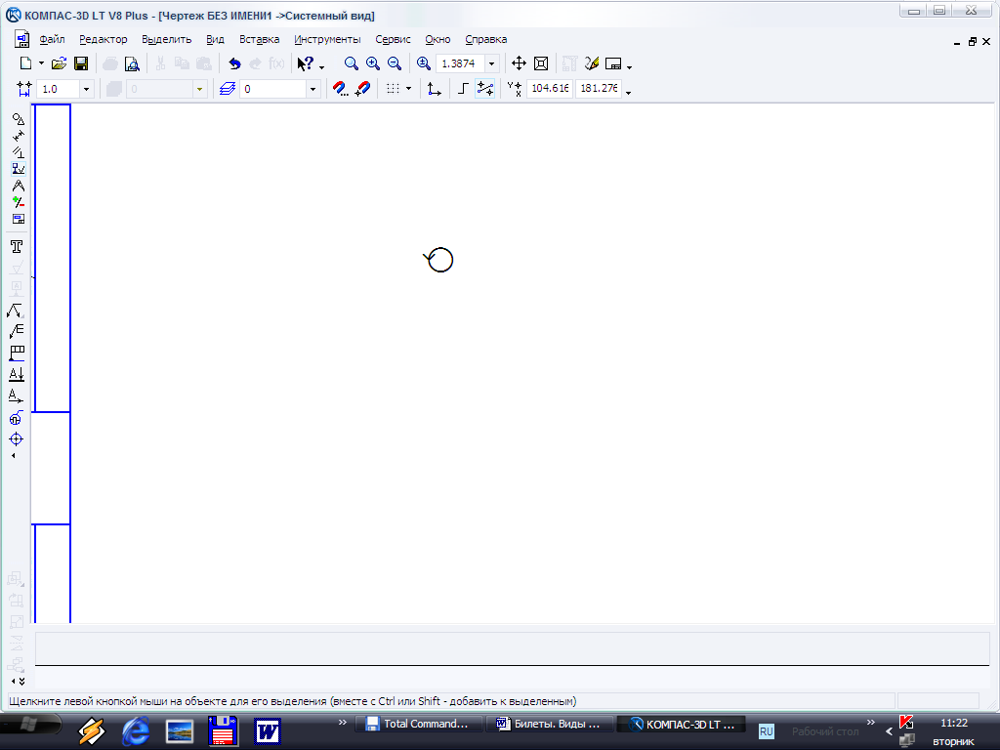 КОМПАС-3D LT V8 Plus - [Чертеж БЕЗ ИМЕНИ1 ->Системный вид]
Файл Редактор Выделить Вид Вставка Инструменты Сервис Окно Справка
f(x) ? 1.3874
1.0 0 0 104.616 181.276
Щелкните левой кнопкой мыши на объекте для его выделения (вместе с Ctrl или Shift - добавить к выделенным)
Total Command... Билеты. Виды ... КОМПАС-3D LT ... RU Рабочий стол 11:22
вторник